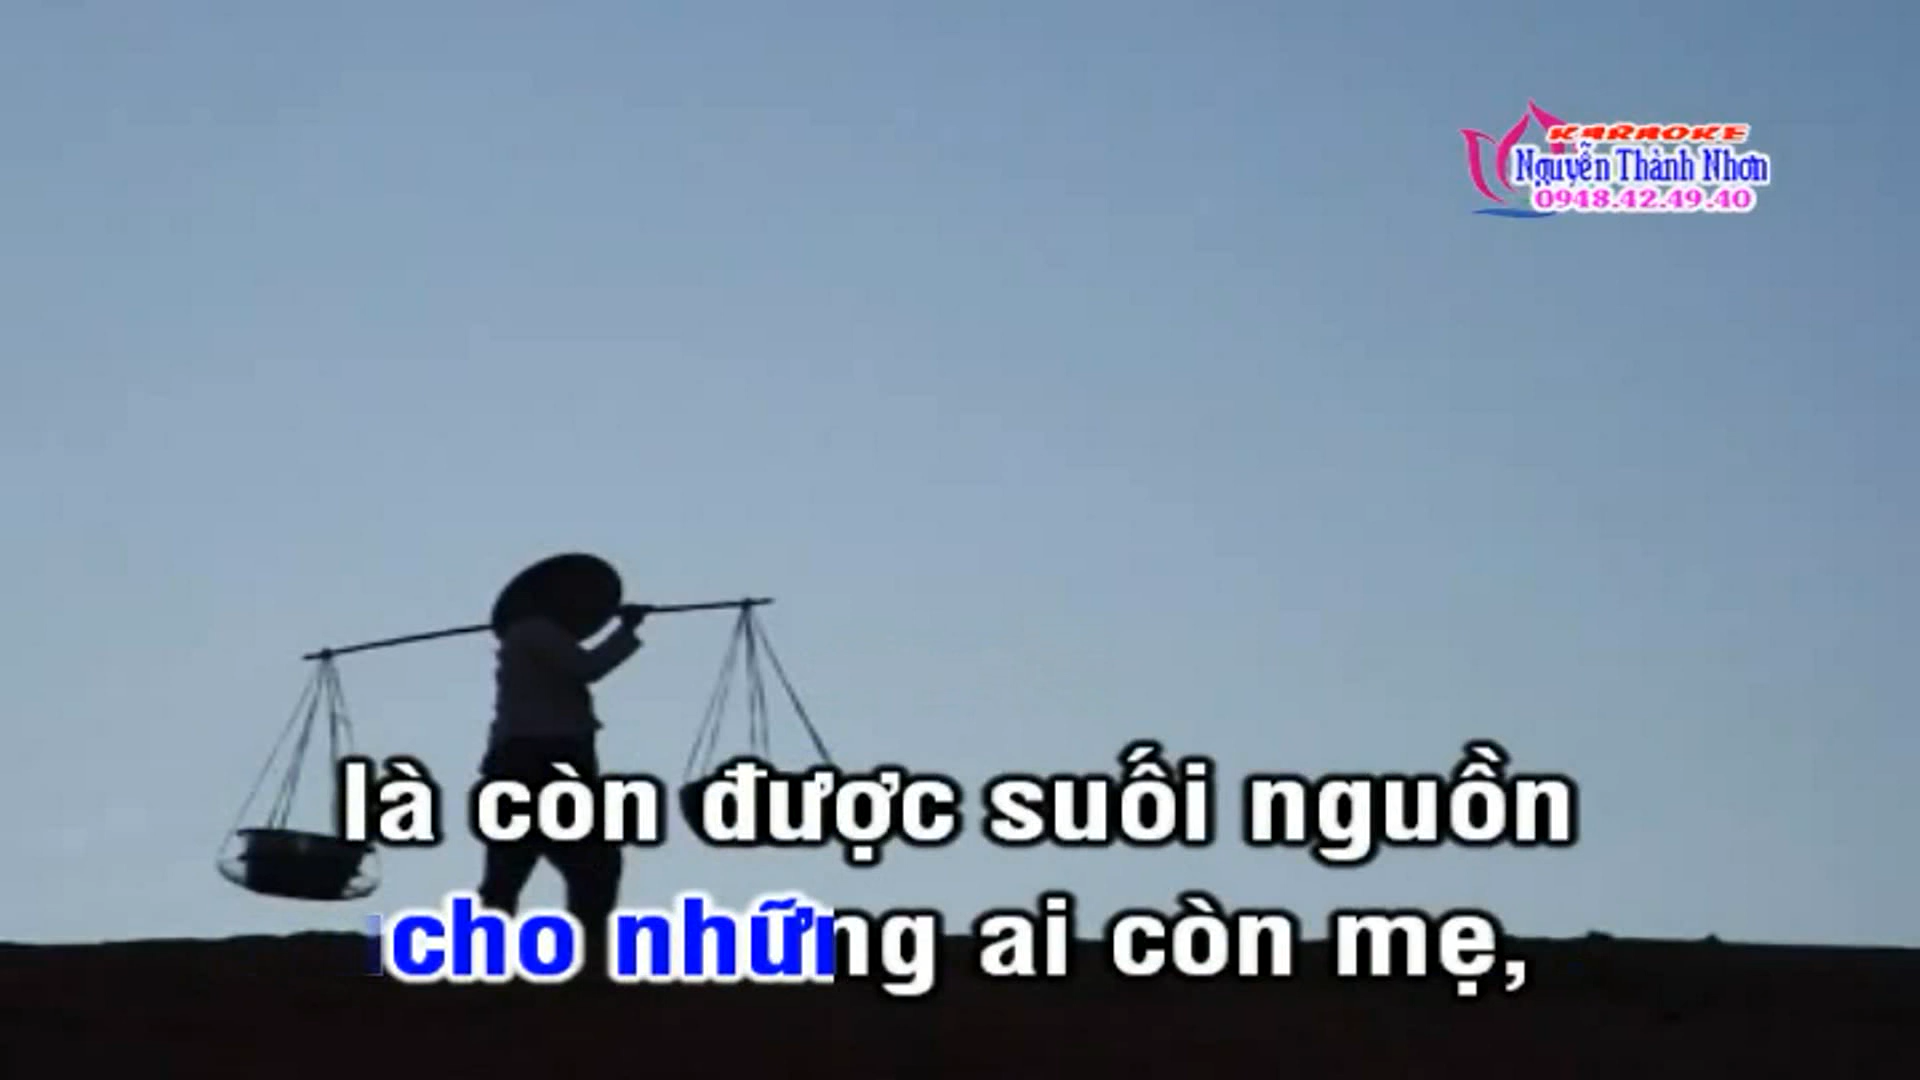 KARAOKE
Nguyễn Thành Nhơn
0948.42.49.40
là còn được suối nguồn
cho những ai còn mẹ,